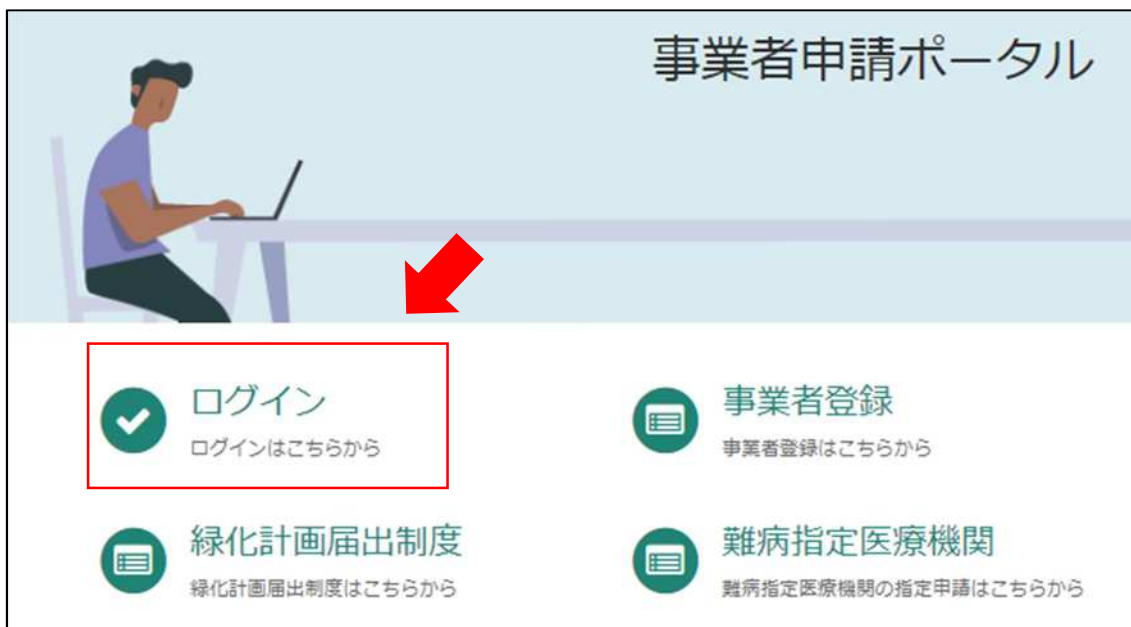 事業者申請ポータル
ログイン
ログインはこちらから
事業者登録
事業者登録はこちらから
緑化計画届出制度
緑化計画届出制度はこちらから
難病指定医療機関
難病指定医療機関の指定申請はこちらから